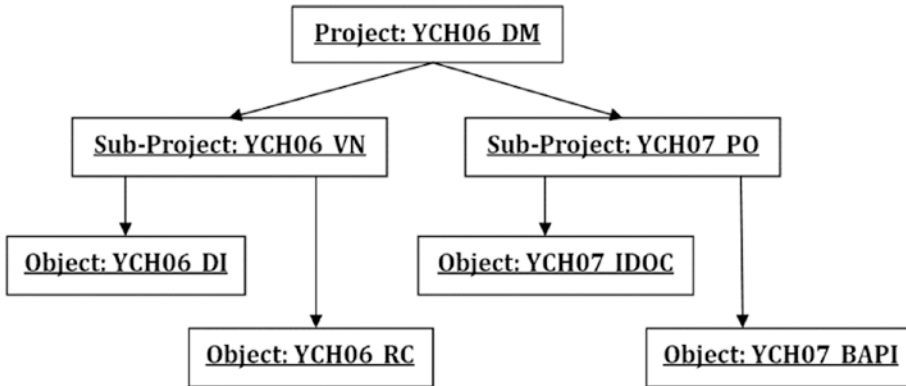 Project: YCH06_DM
Sub-Project: YCH06_VN
Sub-Project: YCH07_PO
Object: YCH06_DI
Object: YCH07_IDOC
Object: YCH06_RC
Object: YCH07_BAPI